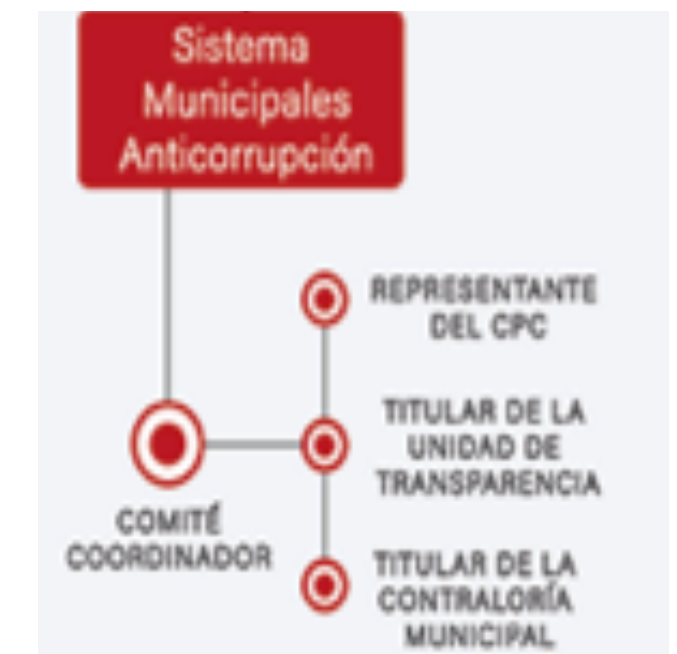 Sistema
Municipales
Anticorrupción
REPRESENTANTE
DEL CPC
TITULAR DE LA
UNIDAD DE
TRANSPARENCIA
COMITÉ
COORDINADOR
TITULAR DE LA
CONTRALORÍA
MUNICIPAL